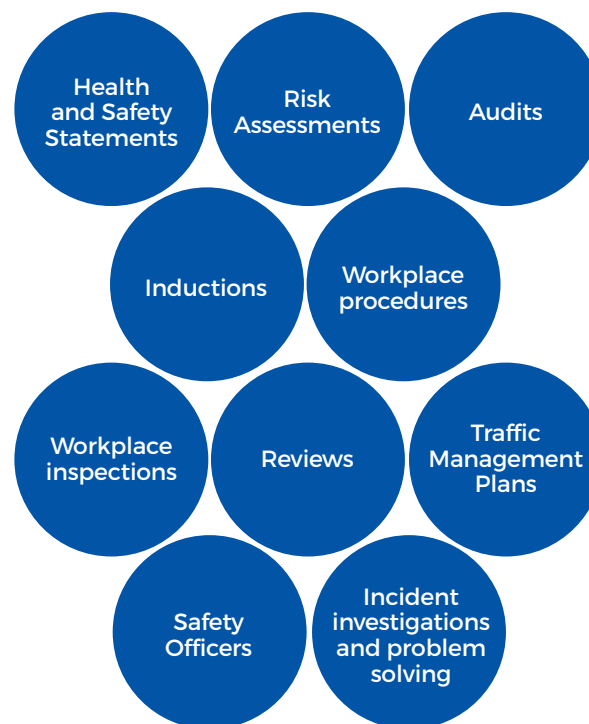 Health
and Safety
Statements
Risk
Assessments
Audits
Inductions
Workplace
procedures
Workplace
inspections
Reviews
Traffic
Management
Plans
Safety
Officers
Incident
investigations
and problem
solving